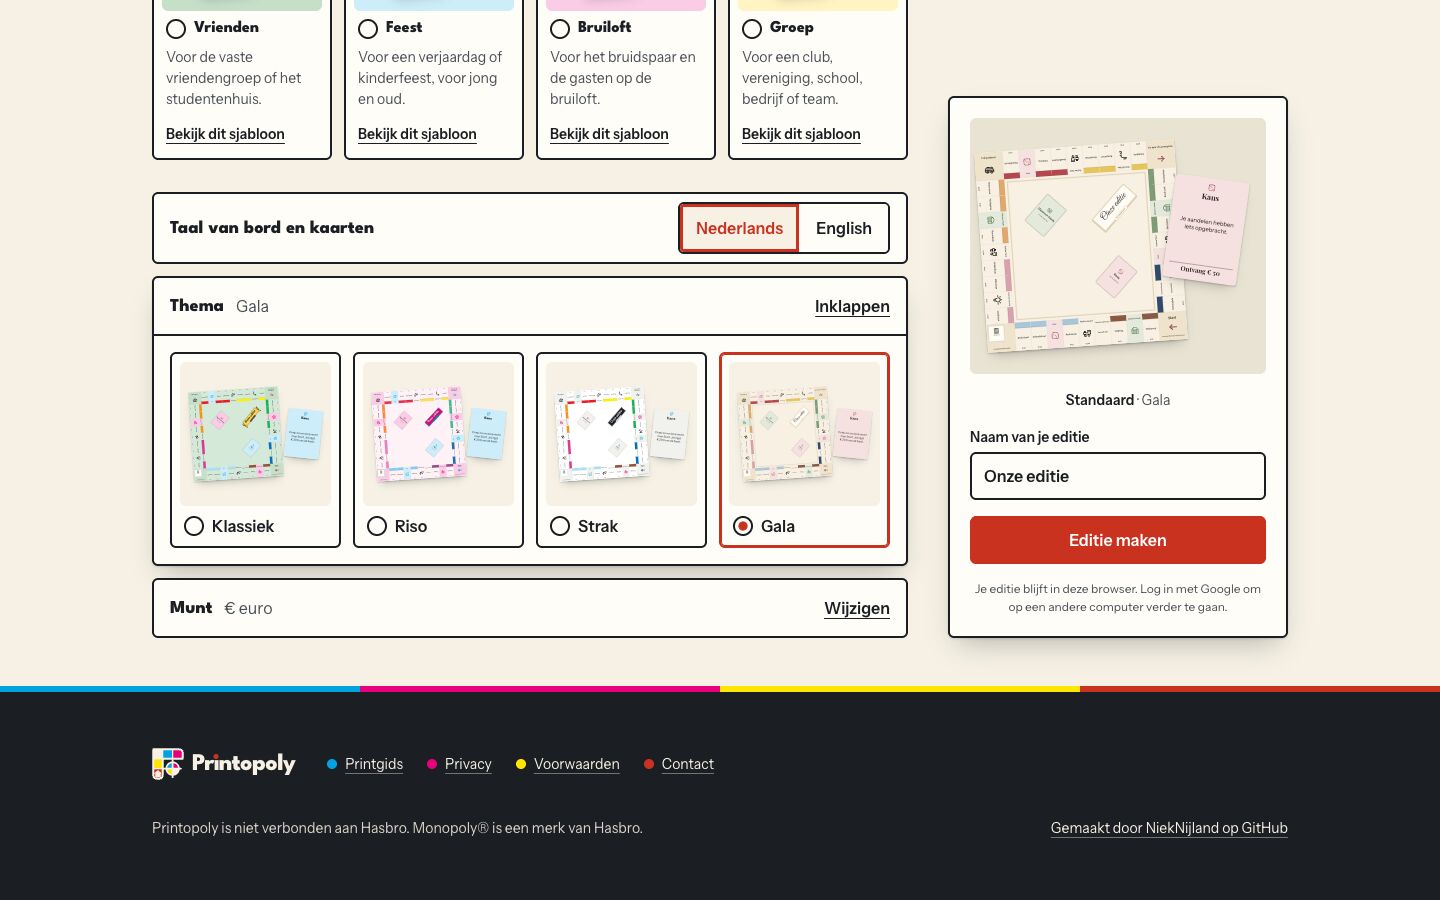 Vrienden
Voor de vaste
vriendengroep of het
studentenhuis.
Bekijk dit sjabloon
Feest
Voor een verjaardag of
kinderfeest, voor jong
en oud.
Bekijk dit sjabloon
Bruiloft
Voor het bruidspaar en
de gasten op de
bruiloft.
Bekijk dit sjabloon
Groep
Voor een club,
vereniging, school,
bedrijf of team.
Bekijk dit sjabloon
Taal van bord en kaarten
Nederlands
English
Thema Gala
Inklappen
Kans
Klassiek
Kans
Riso
Kans
Strak
Kans
Gala
Munt € euro
Wijzigen
Onze editie
Kans
Je aandelen hebben
iets opgebracht.
Ontvang € 50
Start
Standaard · Gala
Naam van je editie
Onze editie
Editie maken
Je editie blijft in deze browser. Log in met Google om
op een andere computer verder te gaan.
Printopoly
Printgids
Privacy
Voorwaarden
Contact
Printopoly is niet verbonden aan Hasbro. Monopoly® is een merk van Hasbro.
Gemaakt door NiekNijland op GitHub